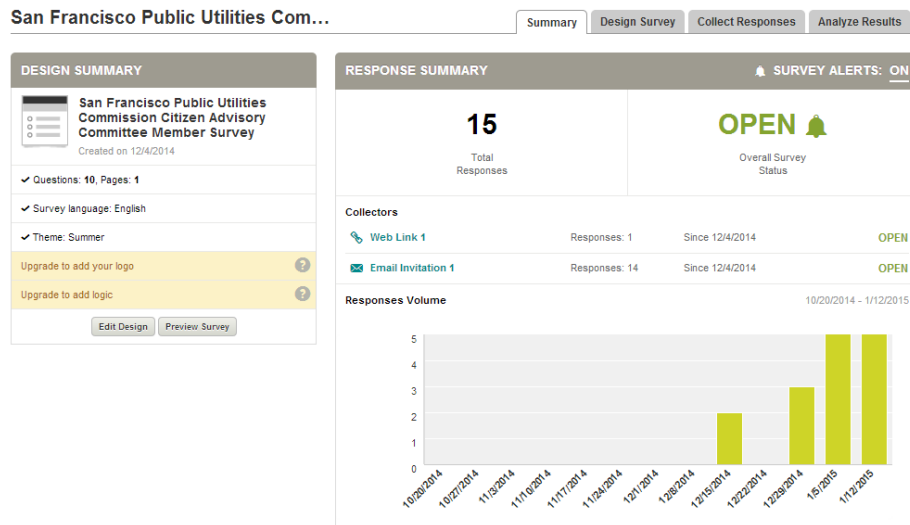 San Francisco Public Utilities Com...
Summary
Design Survey
Collect Responses
Analyze Results
DESIGN SUMMARY
San Francisco Public Utilities
Commission Citizen Advisory
Committee Member Survey
Created on 12/4/2014
Questions: 10, Pages: 1
Survey language: English
Theme: Summer
Upgrade to add your logo ?
Upgrade to add logic ?
Edit Design Preview Survey
RESPONSE SUMMARY SURVEY ALERTS: ON
15
Total
Responses
OPEN
Overall Survey
Status
Collectors
Web Link 1 Responses: 1 Since 12/4/2014 OPEN
Email Invitation 1 Responses: 14 Since 12/4/2014 OPEN
Responses Volume 10/20/2014 - 1/12/2015
5
4
3
2
1
0
10/20/2014 10/27/2014 11/3/2014 11/10/2014 11/17/2014 11/24/2014 12/1/2014 12/8/2014 12/15/2014 12/22/2014 12/29/2014 1/5/2015 1/12/2015